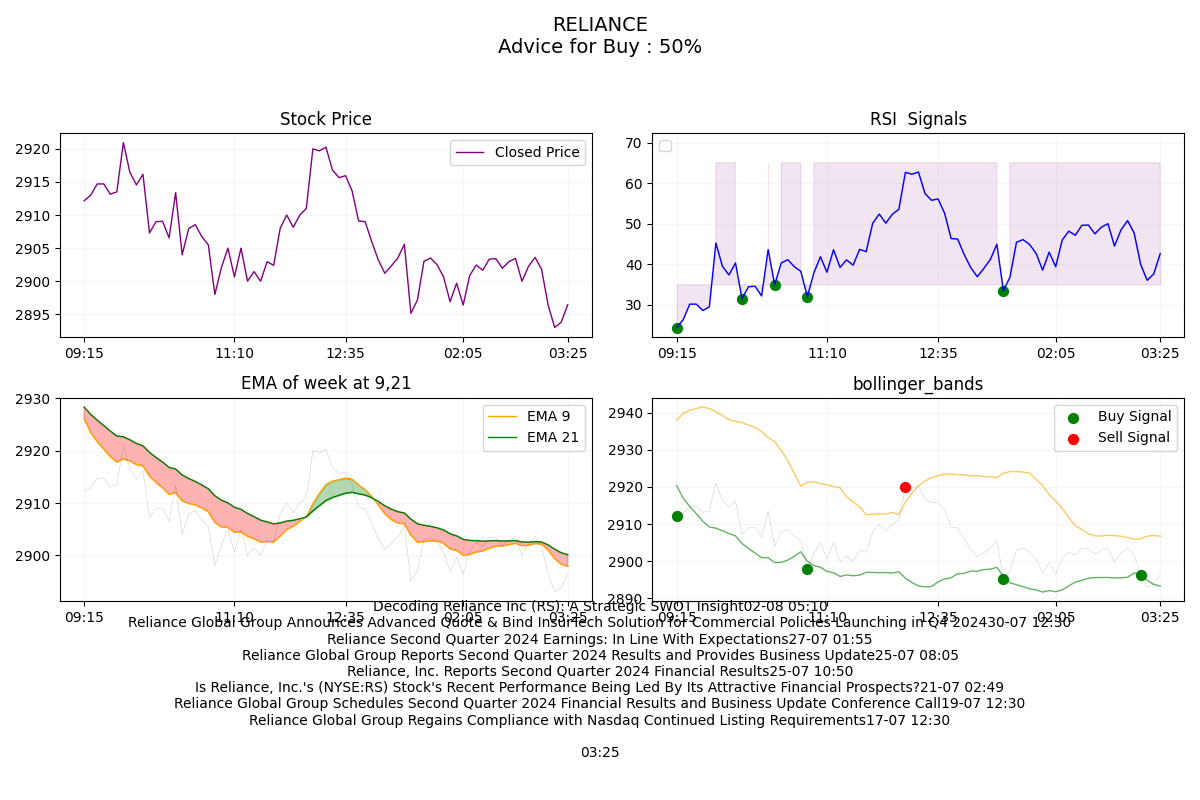 RELIANCE
Advice for Buy : 50%
Stock Price
2920
2915
2910
2905
2900
2895
Closed Price
09:15 11:10 12:35 02:05 03:25
RSI  Signals
70
60
50
40
30
09:15 11:10 12:35 02:05 03:25
EMA of week at 9,21
2930
2920
2910
2900
EMA 9
EMA 21
09:15 11:10 12:35 02:05 03:25
bollinger_bands
2940
2930
2920
2910
2900
2890
Buy Signal
Sell Signal
09:15 11:10 12:35 02:05 03:25
Decoding Reliance Inc (RS): A Strategic SWOT Insight02-08 05:10
Reliance Global Group Announces Advanced Quote & Bind InsurTech Solution for Commercial Policies Launching in Q4 202430-07 12:30
Reliance Second Quarter 2024 Earnings: In Line With Expectations27-07 01:55
Reliance Global Group Reports Second Quarter 2024 Results and Provides Business Update25-07 08:05
Reliance, Inc. Reports Second Quarter 2024 Financial Results25-07 10:50
Is Reliance, Inc.'s (NYSE:RS) Stock's Recent Performance Being Led By Its Attractive Financial Prospects?21-07 02:49
Reliance Global Group Schedules Second Quarter 2024 Financial Results and Business Update Conference Call19-07 12:30
Reliance Global Group Regains Compliance with Nasdaq Continued Listing Requirements17-07 12:30
03:25